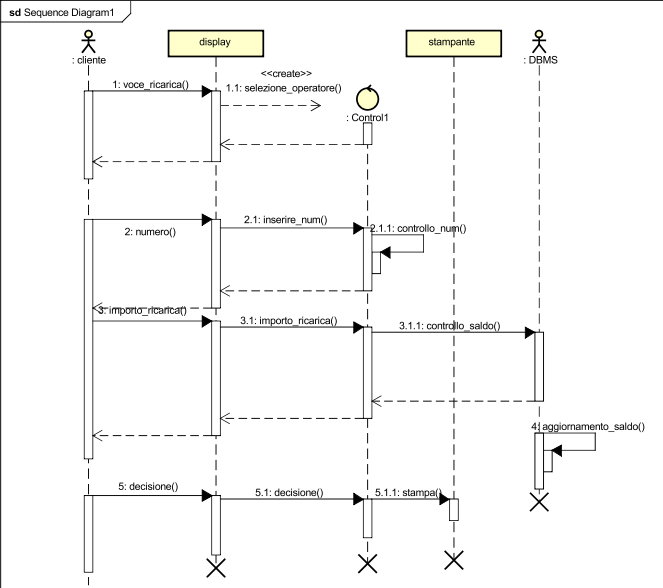 sd Sequence Diagram1
display
stampante
: cliente
: DBMS
<<create>>
1: voce_ricarica()
1.1: selezione_operatore()
: Control1
2.1: inserire_num()
2: numero()
2.1.1: controllo_num()
3: importo_ricarica()
3.1: importo_ricarica()
3.1.1: controllo_saldo()
4: aggiornamento_saldo()
5: decisione()
5.1: decisione()
5.1.1: stampa()